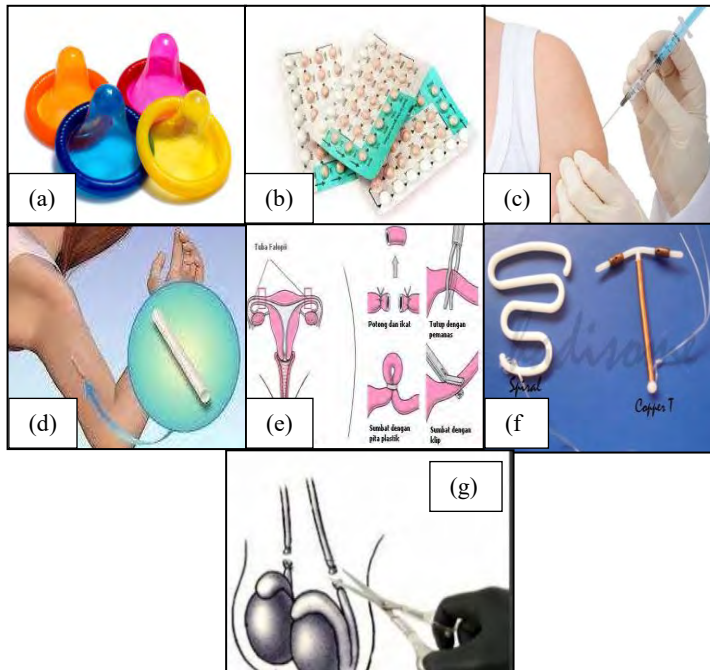 (a)
(b)
(c)
(d)
Tuba Falopii
Potong dan ikat
Tutup dengan
pemanas
Sumbat dengan
pita plastik
Sumbat dengan
klip
(e)
Spiral
Copper T
(f)
(g)